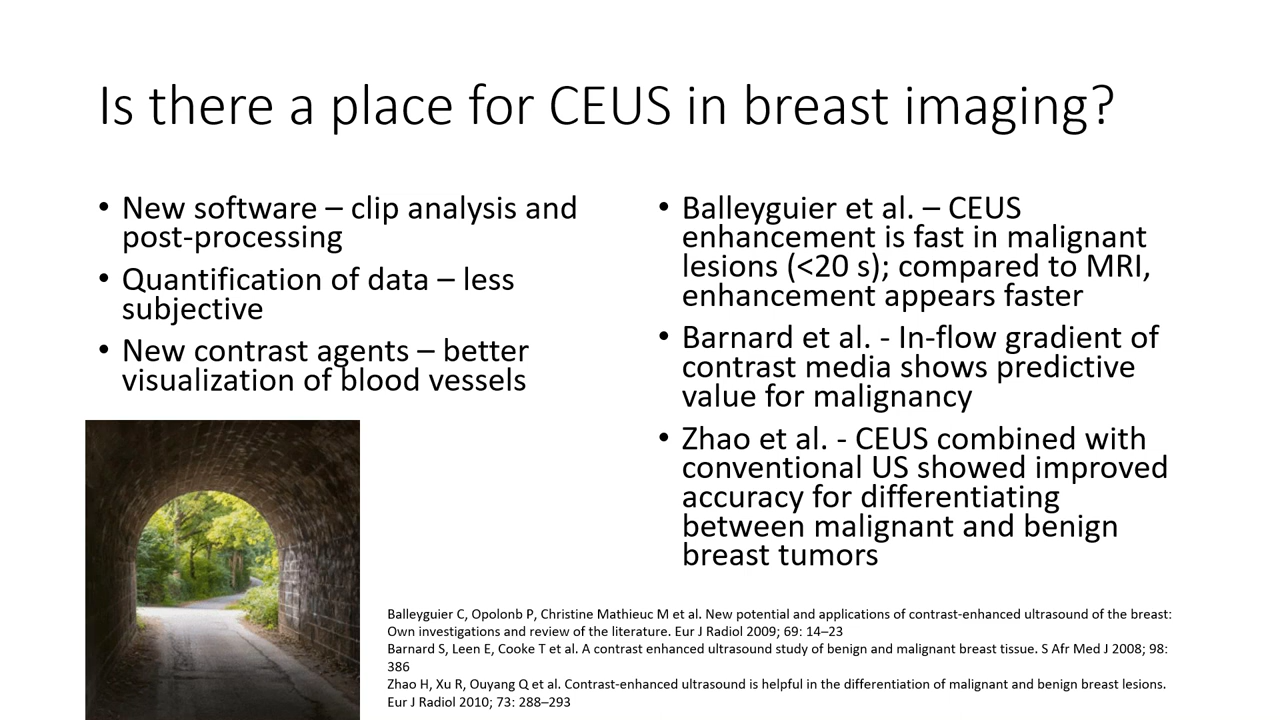 Is there a place for CEUS in breast imaging?
• New software – clip analysis and
post-processing
• Quantification of data – less
subjective
• New contrast agents – better
visualization of blood vessels
• Balleyguier et al. – CEUS
enhancement is fast in malignant
lesions (<20 s); compared to MRI,
enhancement appears faster
• Barnard et al. - In-flow gradient of
contrast media shows predictive
value for malignancy
• Zhao et al. - CEUS combined with
conventional US showed improved
accuracy for differentiating
between malignant and benign
breast tumors
Balleyguier C, Opolonb P, Christine Mathieuc M et al. New potential and applications of contrast-enhanced ultrasound of the breast:
Own investigations and review of the literature. Eur J Radiol 2009; 69: 14–23
Barnard S, Leen E, Cooke T et al. A contrast enhanced ultrasound study of benign and malignant breast tissue. S Afr Med J 2008; 98:
386
Zhao H, Xu R, Ouyang Q et al. Contrast-enhanced ultrasound is helpful in the differentiation of malignant and benign breast lesions.
Eur J Radiol 2010; 73: 288–293